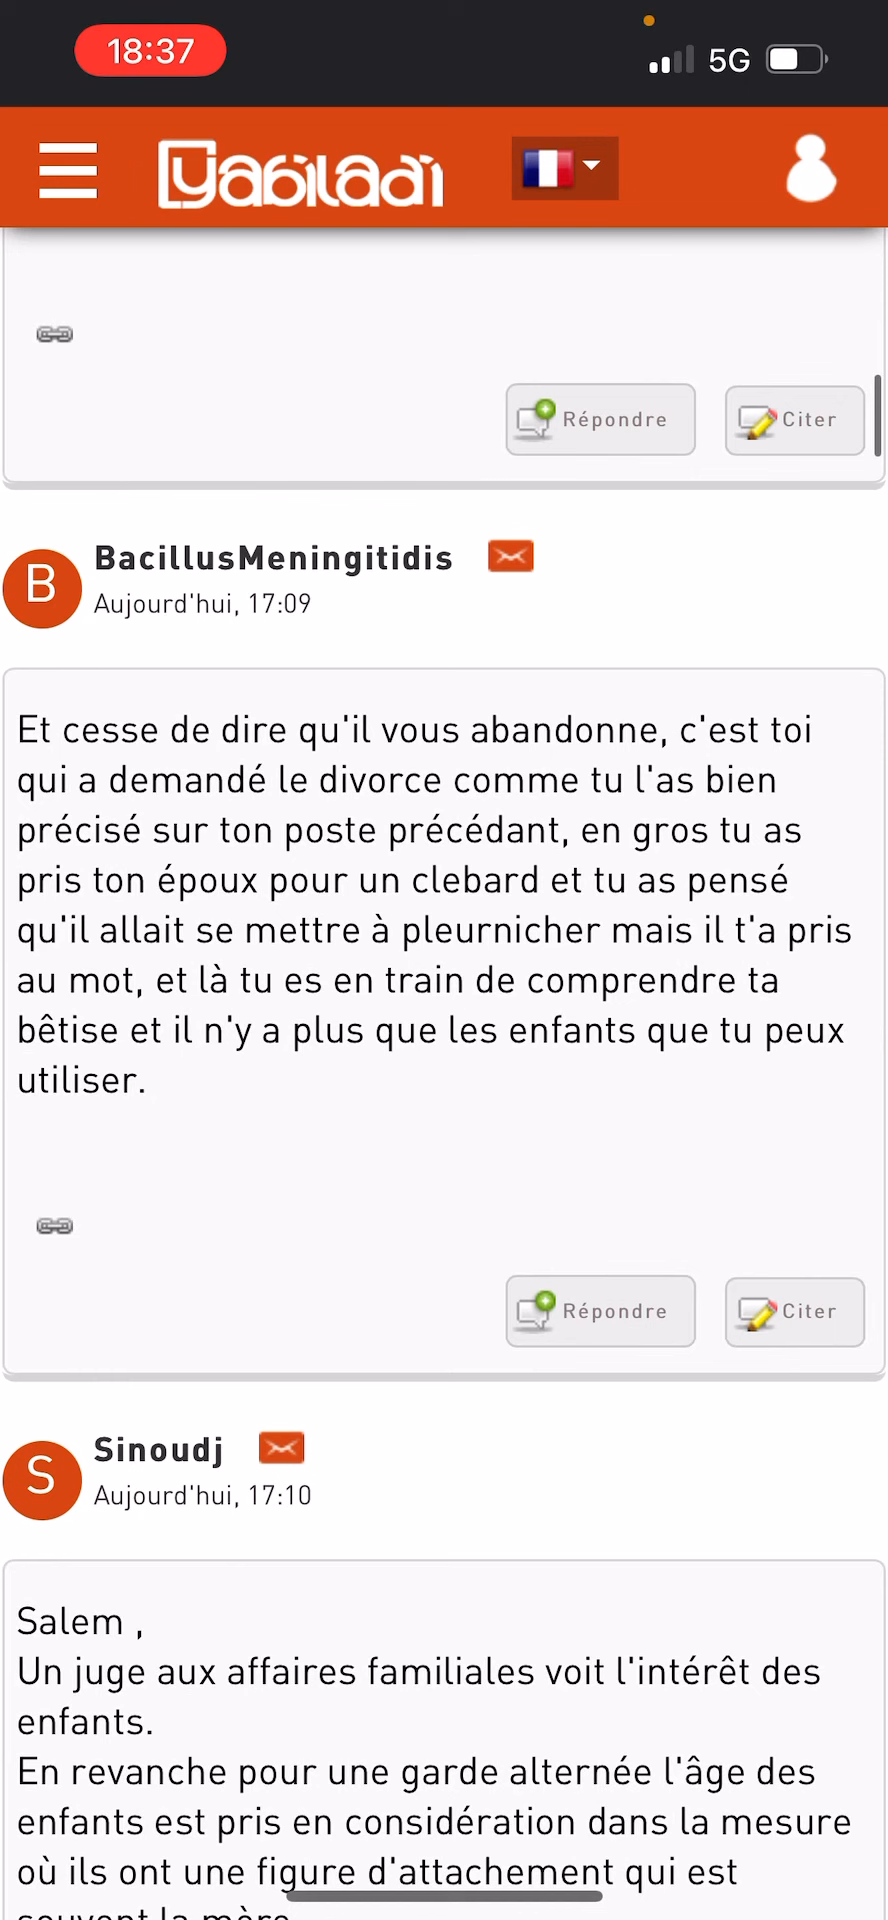 18:37
5G
yabiladi
Répondre
Citer
B
BacillusMeningitidis
Aujourd'hui, 17:09
Et cesse de dire qu'il vous abandonne, c'est toi
qui a demandé le divorce comme tu l'as bien
précisé sur ton poste précédant, en gros tu as
pris ton époux pour un clebard et tu as pensé
qu'il allait se mettre à pleurnicher mais il t'a pris
au mot, et là tu es en train de comprendre ta
bêtise et il n'y a plus que les enfants que tu peux
utiliser.
Répondre
Citer
S
Sinoudj
Aujourd'hui, 17:10
Salem ,
Un juge aux affaires familiales voit l'intérêt des
enfants.
En revanche pour une garde alternée l'âge des
enfants est pris en considération dans la mesure
où ils ont une figure d'attachement qui est
souvent la mère